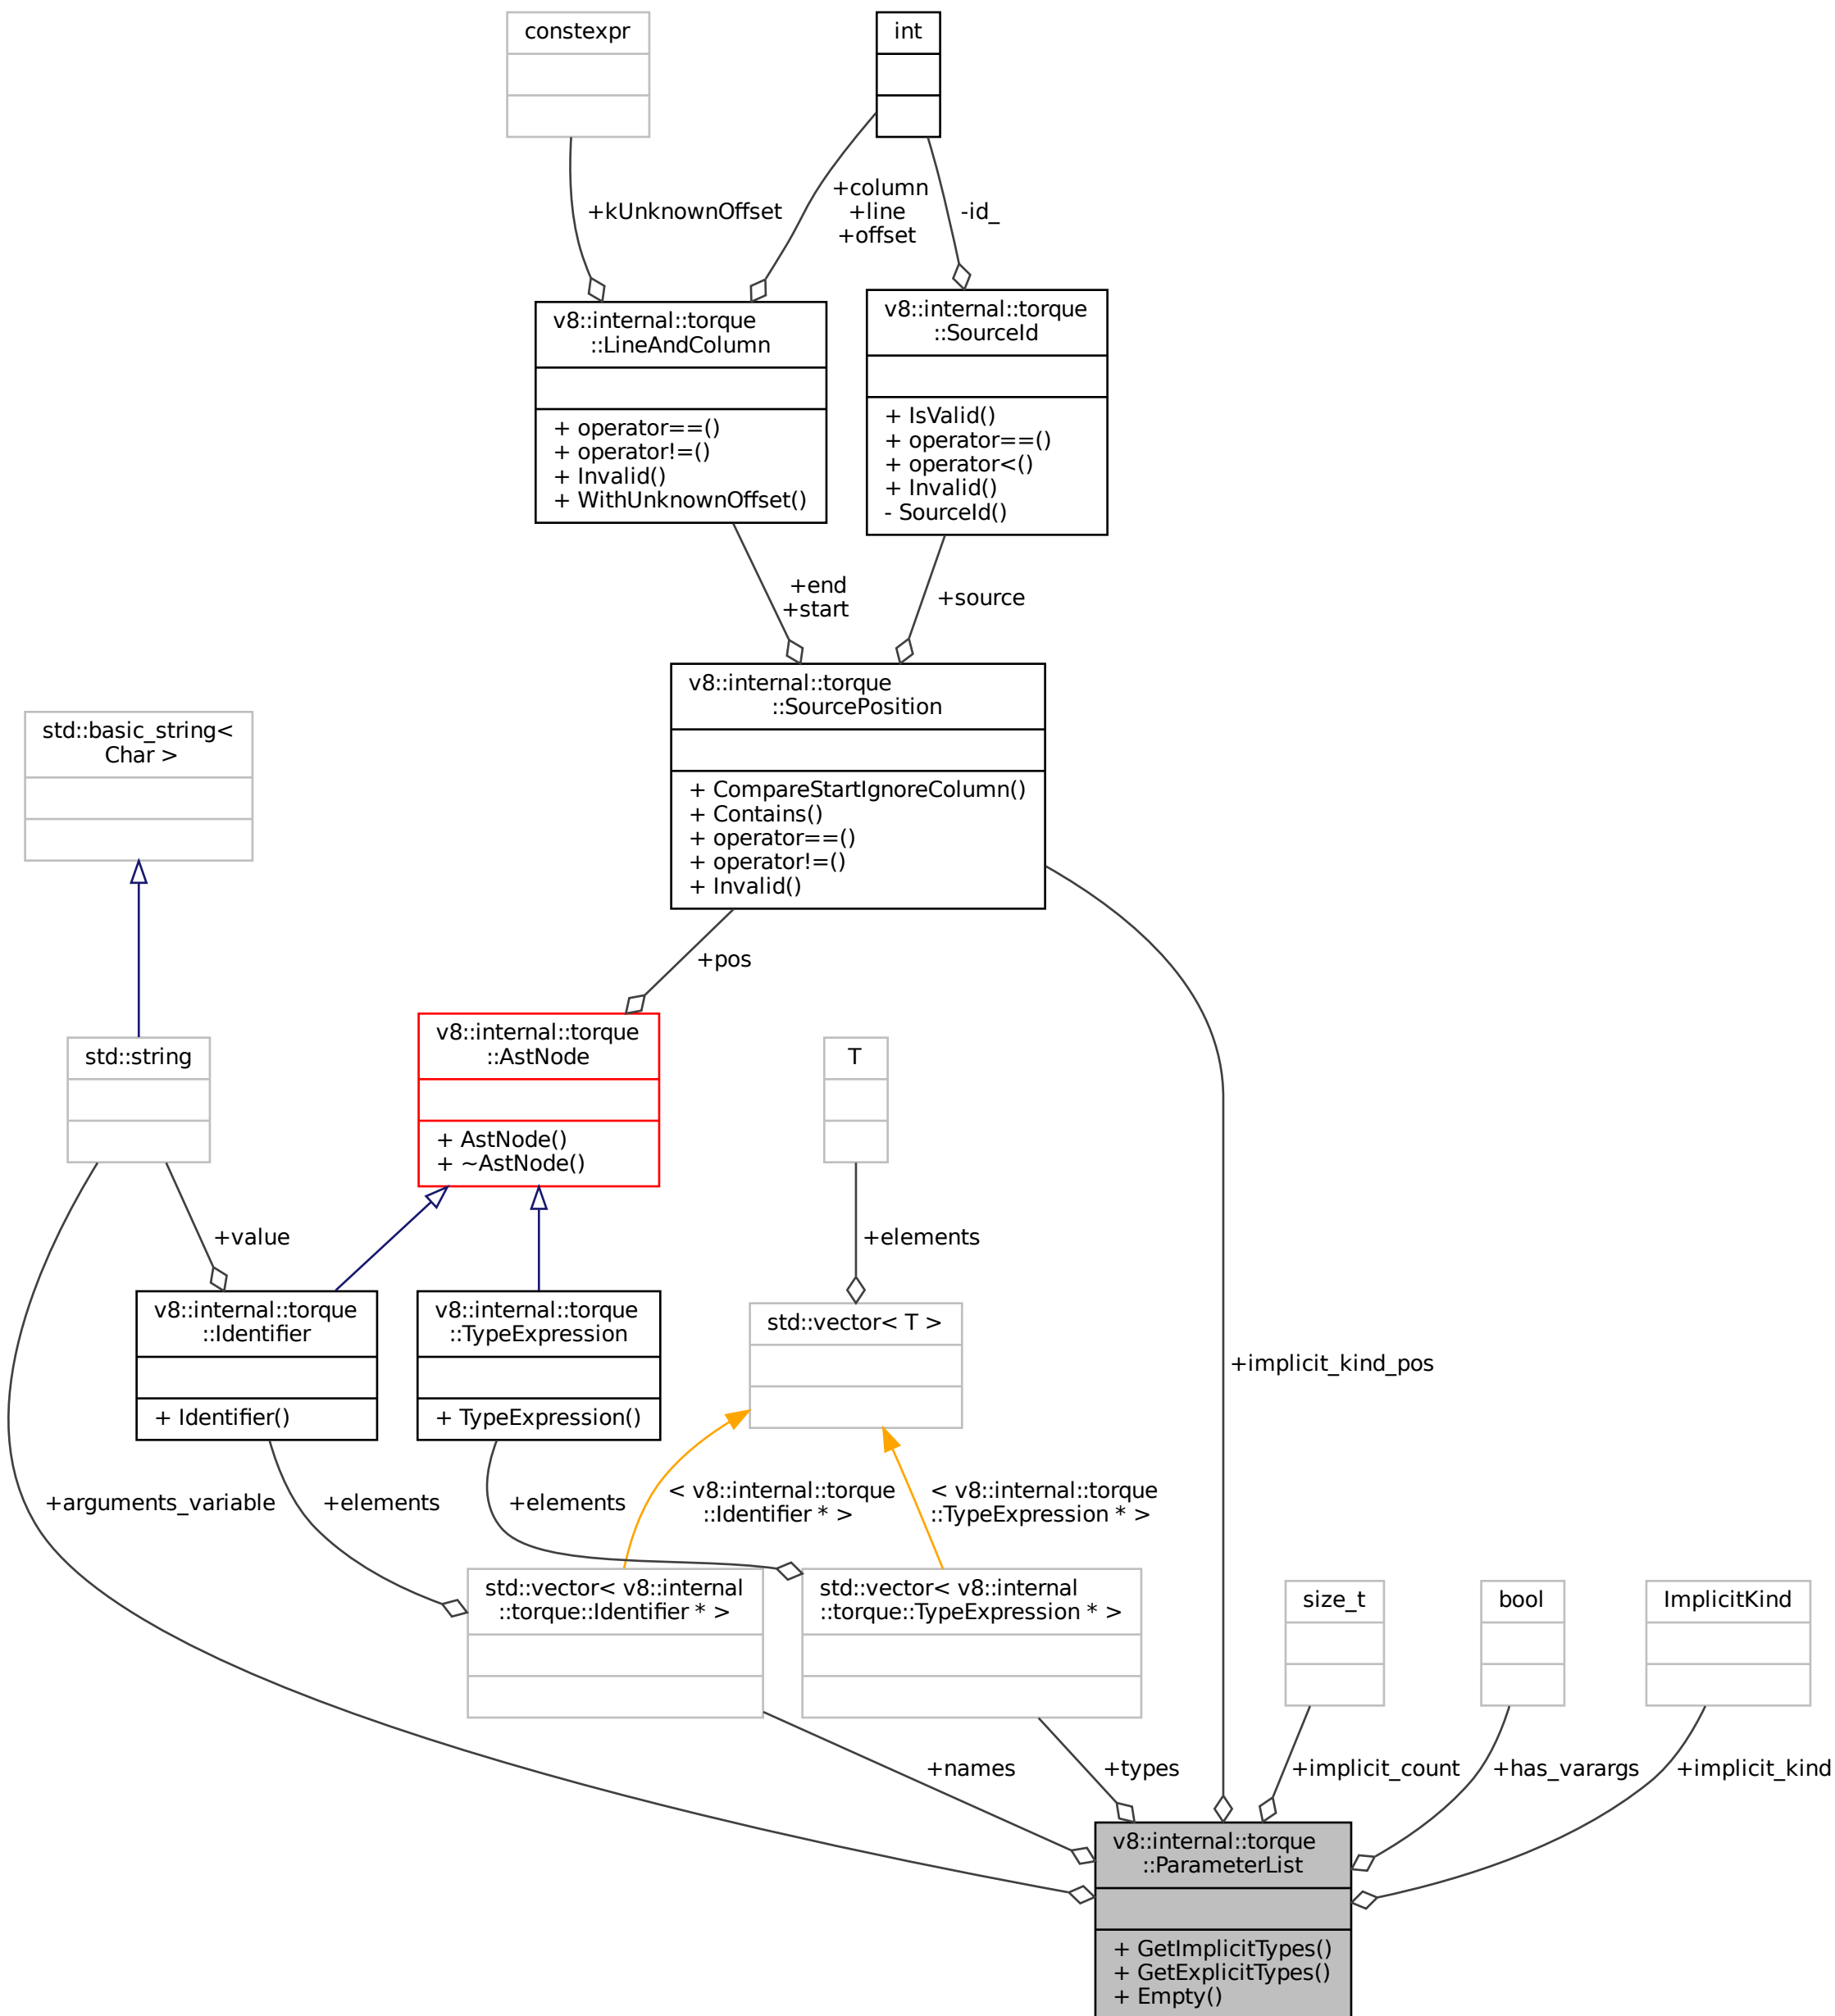 constexpr
int
+kUnknownOffset
+column
+line
+offset
-id_
v8::internal::torque
::LineAndColumn
+ operator==()
+ operator!=()
+ Invalid()
+ WithUnknownOffset()
v8::internal::torque
::SourceId
+ IsValid()
+ operator==()
+ operator<()
+ Invalid()
- SourceId()
+end
+start
+source
v8::internal::torque
::SourcePosition
+ CompareStartIgnoreColumn()
+ Contains()
+ operator==()
+ operator!=()
+ Invalid()
std::basic_string<
Char >
+pos
std::string
v8::internal::torque
::AstNode
+ AstNode()
+ ~AstNode()
T
+value
+elements
v8::internal::torque
::Identifier
+ Identifier()
v8::internal::torque
::TypeExpression
+ TypeExpression()
std::vector< T >
+implicit_kind_pos
+arguments_variable
+elements
+elements
< v8::internal::torque
::Identifier * >
< v8::internal::torque
::TypeExpression * >
std::vector< v8::internal
::torque::Identifier * >
std::vector< v8::internal
::torque::TypeExpression * >
size_t
bool
ImplicitKind
+names
+types
+implicit_count
+has_varargs
+implicit_kind
v8::internal::torque
::ParameterList
+ GetImplicitTypes()
+ GetExplicitTypes()
+ Empty()